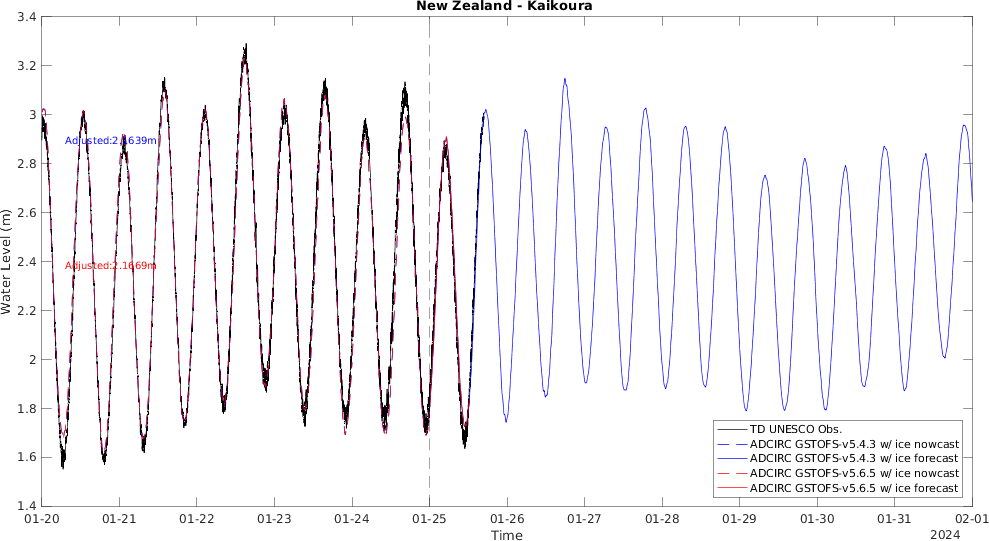 New Zealand - Kaikoura
Water Level (m)
3.4
3.2
3
2.8
2.6
2.4
2.2
2
1.8
1.6
1.4
Adjusted:2.1639m
Adjusted:2.1669m
TD UNESCO Obs.
ADCIRC GSTOFS-v5.4.3 w/ ice nowcast
ADCIRC GSTOFS-v5.4.3 w/ ice forecast
ADCIRC GSTOFS-v5.6.5 w/ ice nowcast
ADCIRC GSTOFS-v5.6.5 w/ ice forecast
01-20 01-21 01-22 01-23 01-24 01-25 01-26 01-27 01-28 01-29 01-30 01-31 02-01
Time
2024